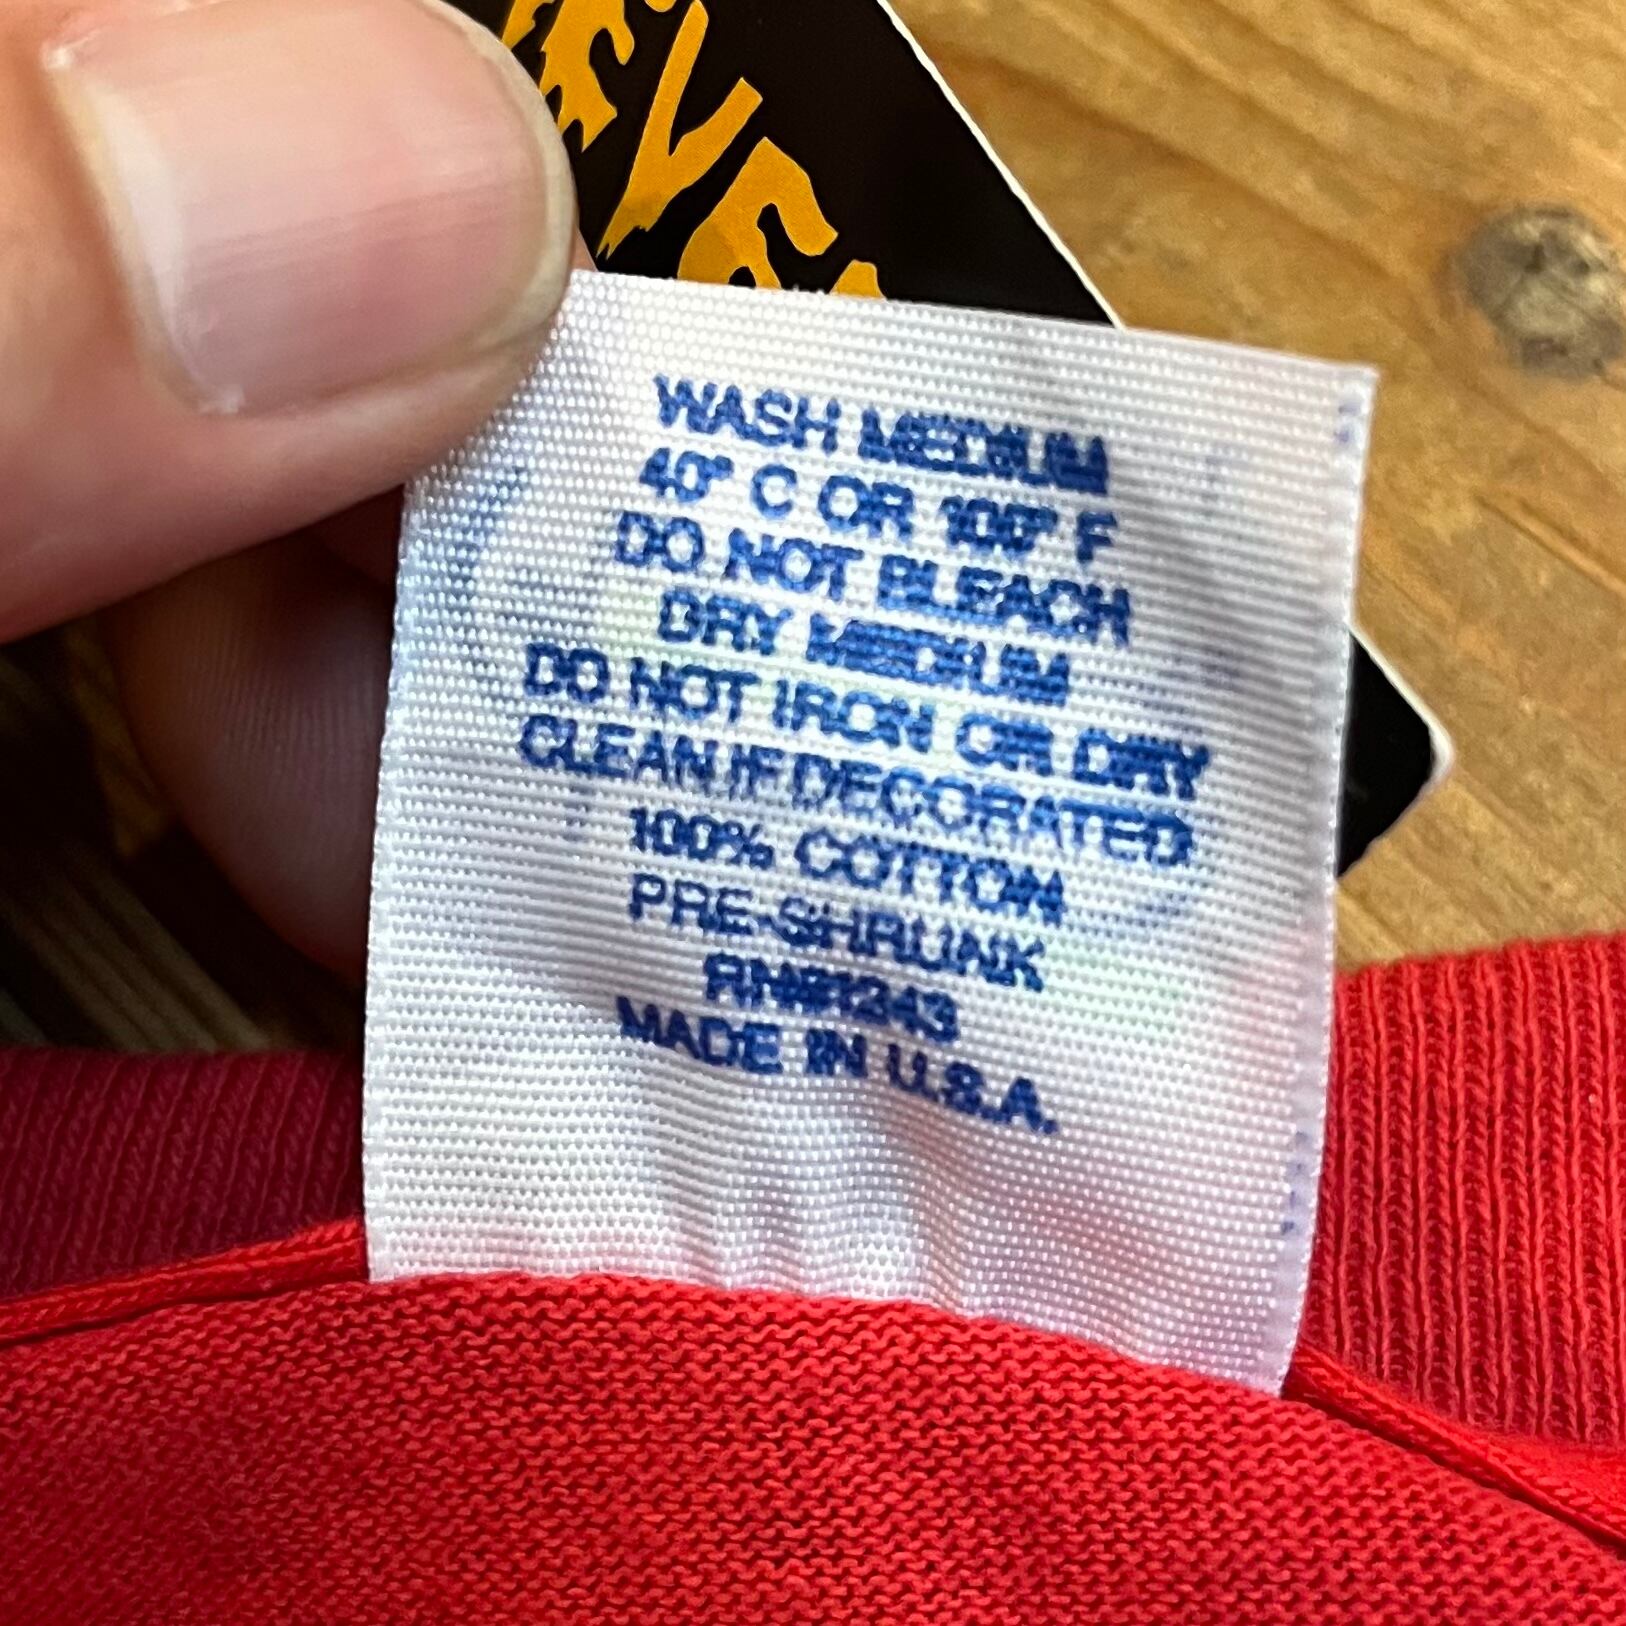 WASH MEDIUM
40° C OR 100° F
DO NOT BLEACH
DRY MEDIUM
DO NOT IRON OR DRY
CLEAN IF DECORATED
100% COTTON
PRE-SHRUNK
MADE IN U.S.A.